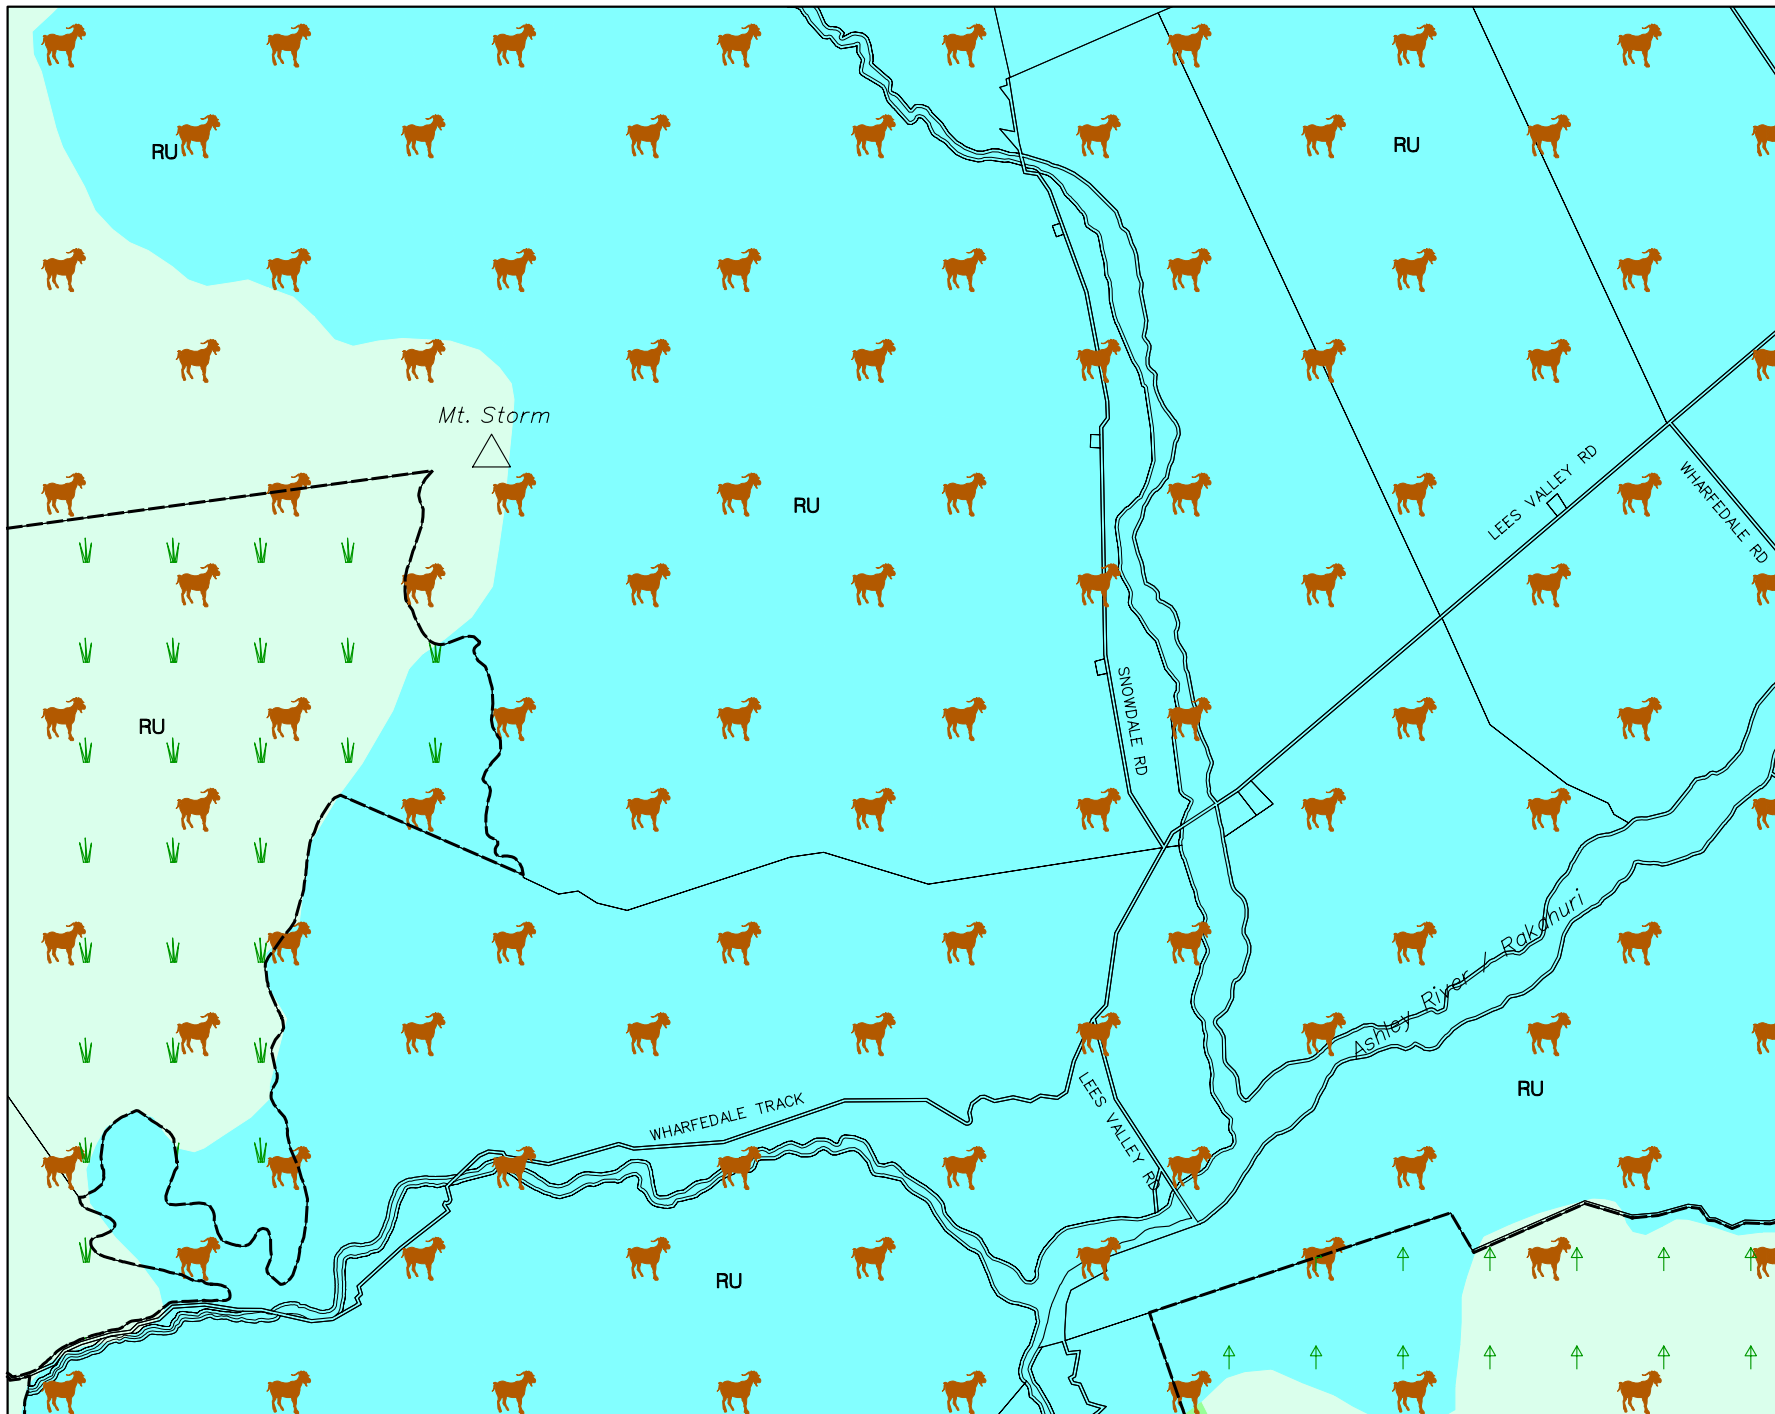 RU
RU
Mt. Storm
RU
LEES VALLEY RD
WHARFEDALE RD
RU
SNOWDALE RD
Ashley River / Rakahuri
RU
WHARFEDALE TRACK
LEES VALLEY RD
RU